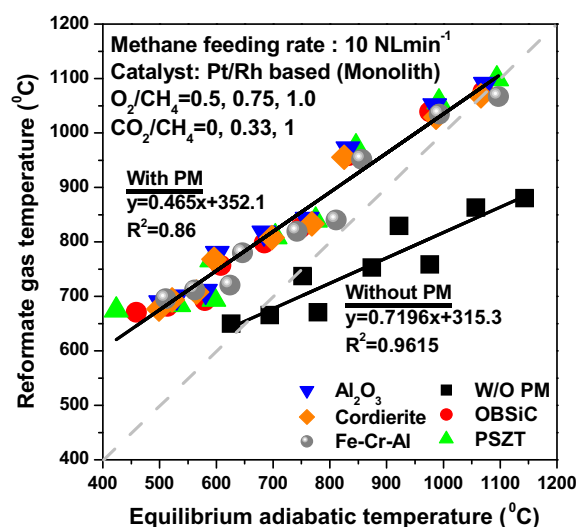 Methane feeding rate : 10 NLmin⁻¹
Catalyst: Pt/Rh based (Monolith)
O₂/CH₄=0.5, 0.75, 1.0
CO₂/CH₄=0, 0.33, 1
With PM
y=0.465x+352.1
R²=0.86
Without PM
y=0.7196x+315.3
R²=0.9615
Al₂O₃
W/O PM
Cordierite
OBSiC
Fe-Cr-Al
PSZT
Reformate gas temperature (⁰C)
1200
1100
1000
900
800
700
600
500
400
400 500 600 700 800 900 1000 1100 1200
Equilibrium adiabatic temperature (⁰C)